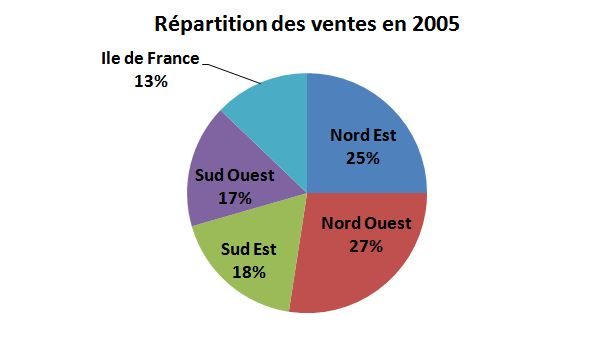 Répartition des ventes en 2005
Ile de France
13%
Nord Est
25%
Sud Ouest
17%
Nord Ouest
27%
Sud Est
18%